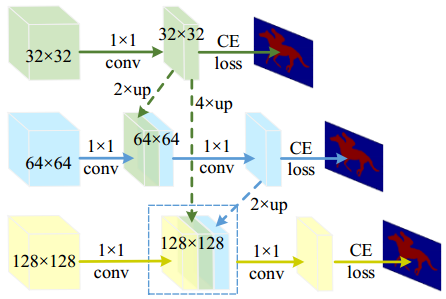 32×32
1×1
conv
32×32
CE
loss
2×up
4×up
64×64
1×1
conv
64×64
1×1
conv
CE
loss
2×up
128×128
1×1
conv
128×128
1×1
conv
CE
loss